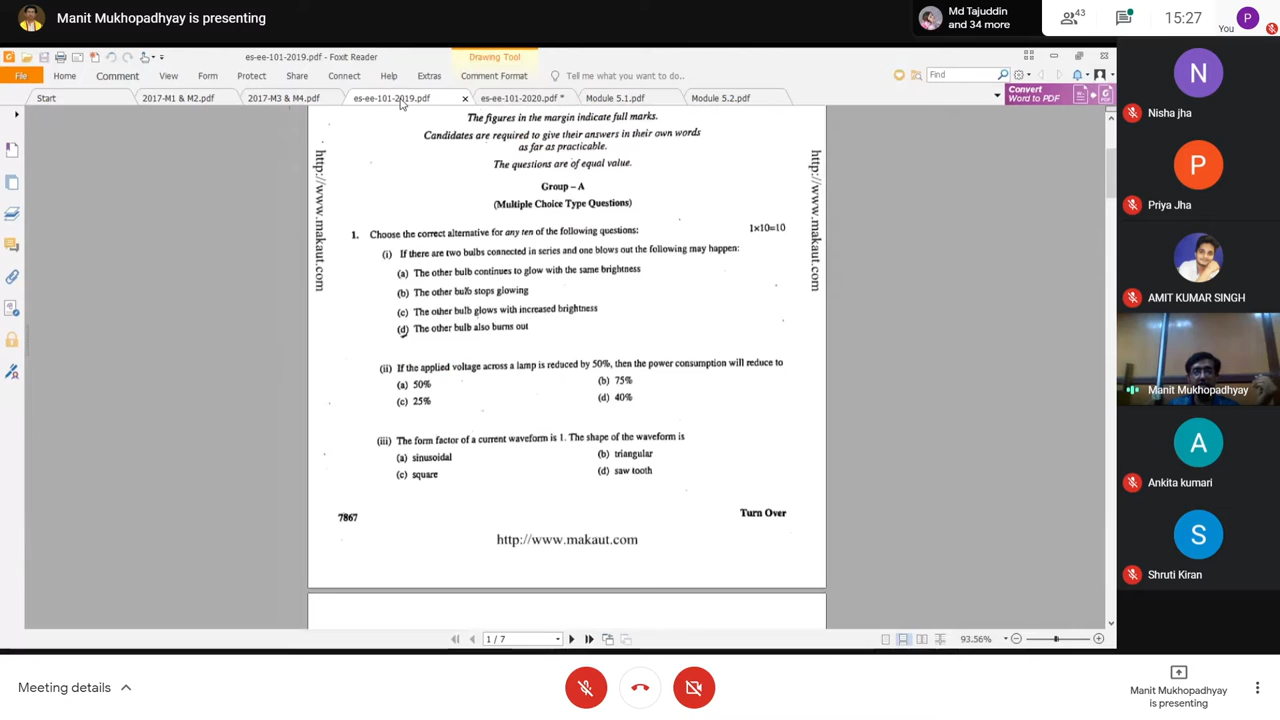 Manit Mukhopadhyay is presenting
Md Tajuddin
and 34 more
43
15:27
You
P
es-ee-101-2019.pdf - Foxit Reader
Drawing Tool
File
Home
Comment
View
Form
Protect
Share
Connect
Help
Extras
Comment Format
Tell me what you want to do..
Find
Start
2017-M1 & M2.pdf
2017-M3 & M4.pdf
es-ee-101-2019.pdf
es-ee-101-2020.pdf *
Module 5.1.pdf
Module 5.2.pdf
Convert
Word to PDF
The figures in the margin indicate full marks.
Candidates are required to give their answers in their own words
as far as practicable.
The questions are of equal value.
http://www.makaut.com
http://www.makaut.com
Group – A
(Multiple Choice Type Questions)
1. Choose the correct alternative for any ten of the following questions: 1×10=10
(i) If there are two bulbs connected in series and one blows out the following may happen:
(a) The other bulb continues to glow with the same brightness
(b) The other bulb stops glowing
(c) The other bulb glows with increased brightness
(d) The other bulb also burns out
(ii) If the applied voltage across a lamp is reduced by 50%, then the power consumption will reduce to
(a) 50% (b) 75%
(c) 25% (d) 40%
(iii) The form factor of a current waveform is 1. The shape of the waveform is
(a) sinusoidal (b) triangular
(c) square (d) saw tooth
7867 Turn Over
http://www.makaut.com
1 / 7
93.56%
N
Nisha jha
P
Priya Jha
AMIT KUMAR SINGH
Manit Mukhopadhyay
A
Ankita kumari
S
Shruti Kiran
Meeting details
Manit Mukhopadhyay
is presenting